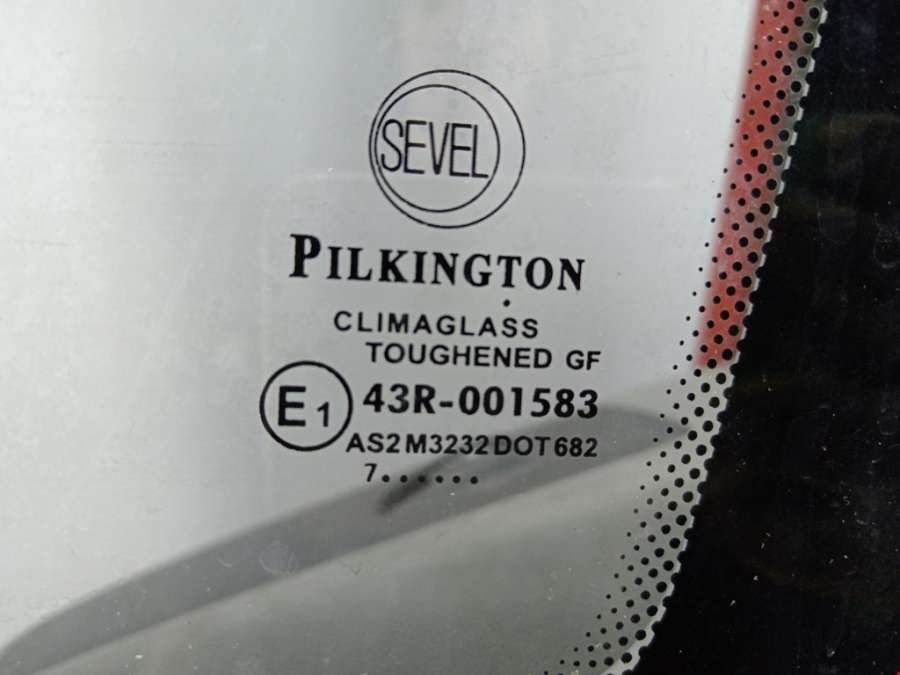 SEVEL
PILKINGTON
CLIMAGLASS
TOUGHENED GF
E1 43R-001583
AS2 M3232 DOT 682
7......